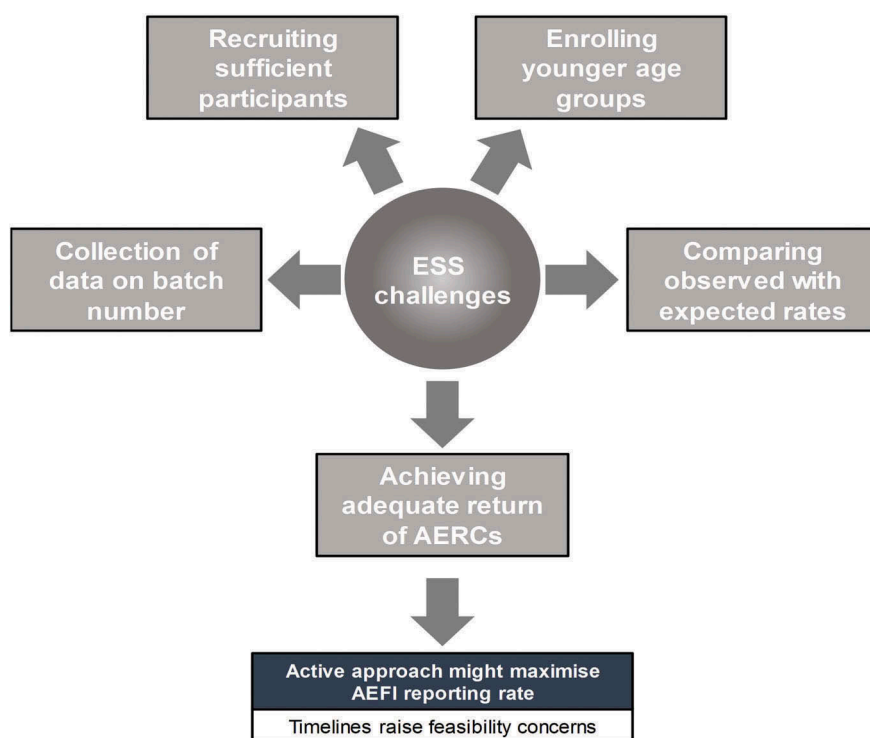 Recruiting
sufficient
participants
Enrolling
younger age
groups
Collection of
data on batch
number
ESS
challenges
Comparing
observed with
expected rates
Achieving
adequate return
of AERCs
Active approach might maximise
AEFI reporting rate
Timelines raise feasibility concerns